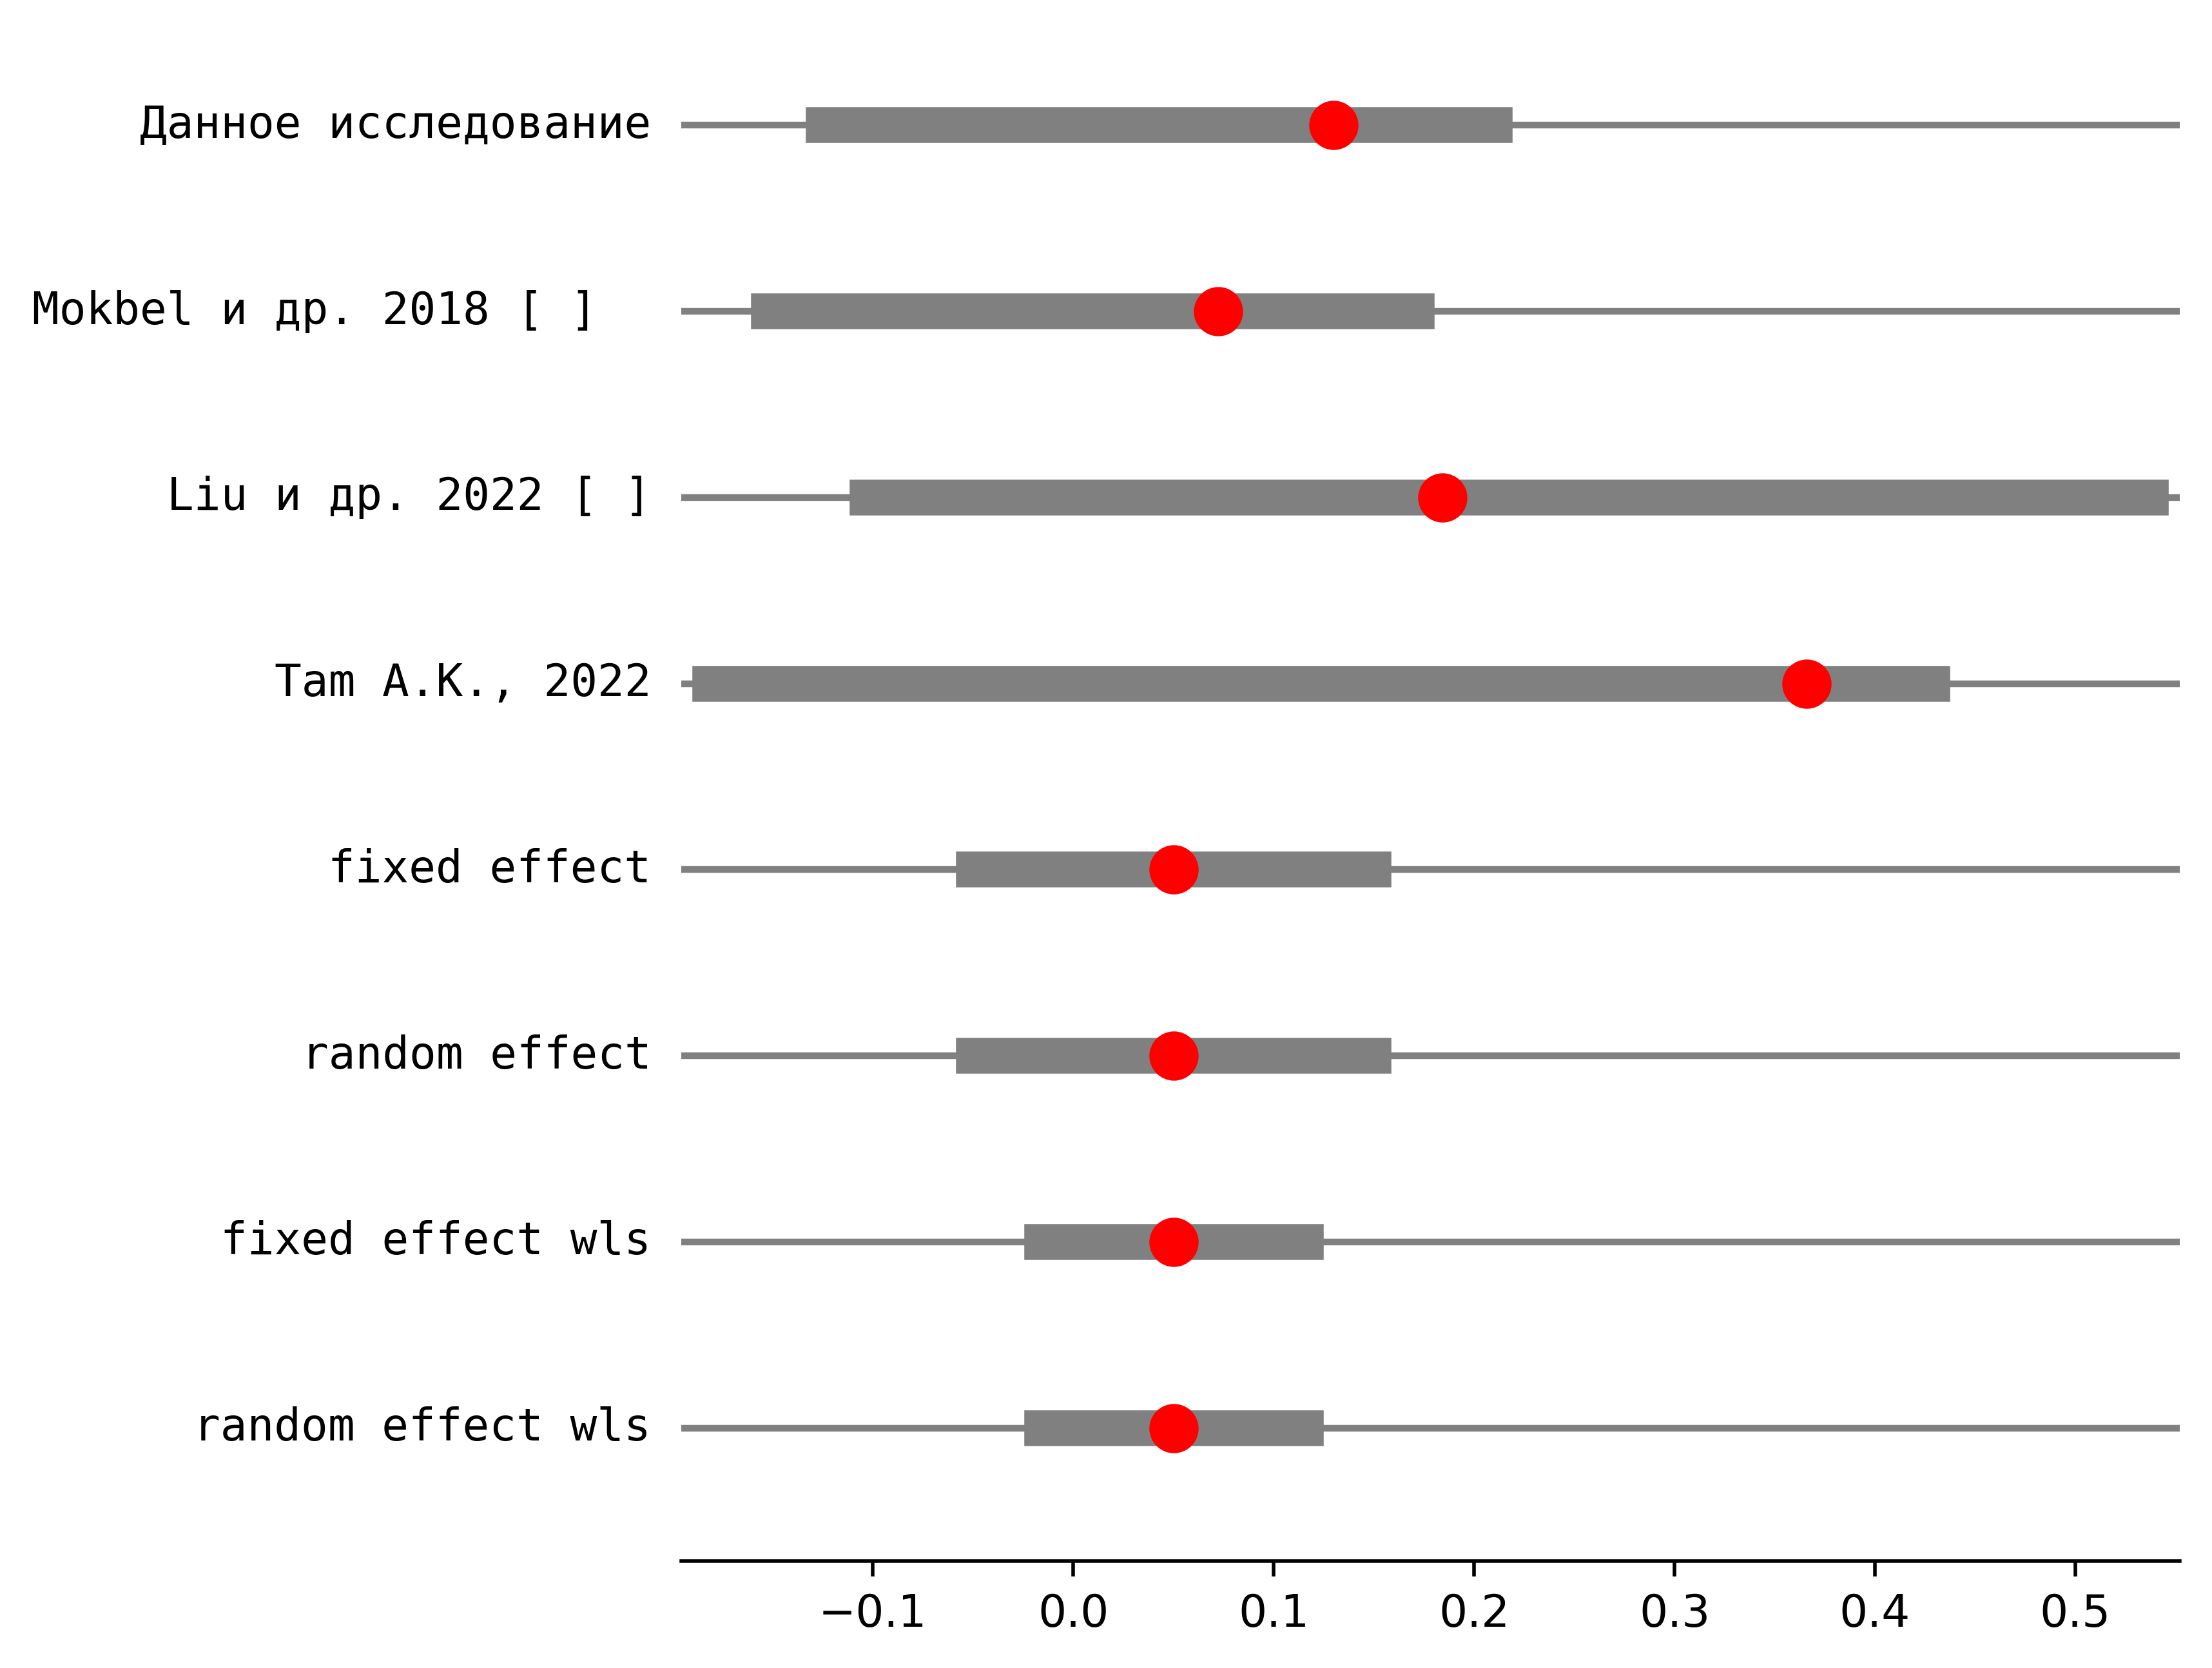 Данное исследование
Mokbel и др. 2018 [ ]
Liu и др. 2022 [ ]
Tam A.K., 2022
fixed effect
random effect
fixed effect wls
random effect wls
−0.1 0.0 0.1 0.2 0.3 0.4 0.5